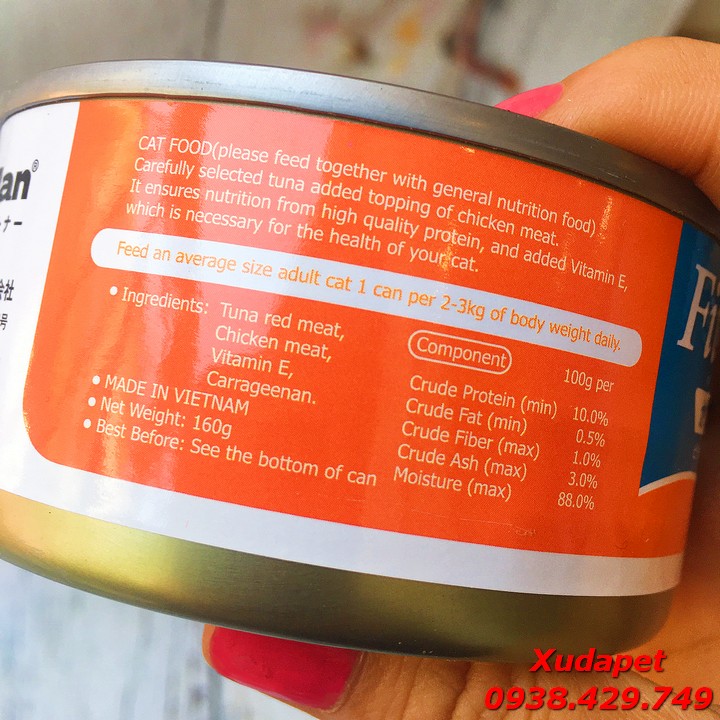 lan®
ナー
会社
号
CAT FOOD(please feed together with general nutrition food)
Carefully selected tuna added topping of chicken meat.
It ensures nutrition from high quality protein, and added Vitamin E,
which is necessary for the health of your cat.
Feed an average size adult cat 1 can per 2-3kg of body weight daily.
• Ingredients: Tuna red meat,
Chicken meat,
Vitamin E,
Carrageenan.
• MADE IN VIETNAM
• Net Weight: 160g
• Best Before: See the bottom of can
Component 100g per
Crude Protein (min) 10.0%
Crude Fat (min) 0.5%
Crude Fiber (max) 1.0%
Crude Ash (max) 3.0%
Moisture (max) 88.0%
Xudapet
0938.429.749